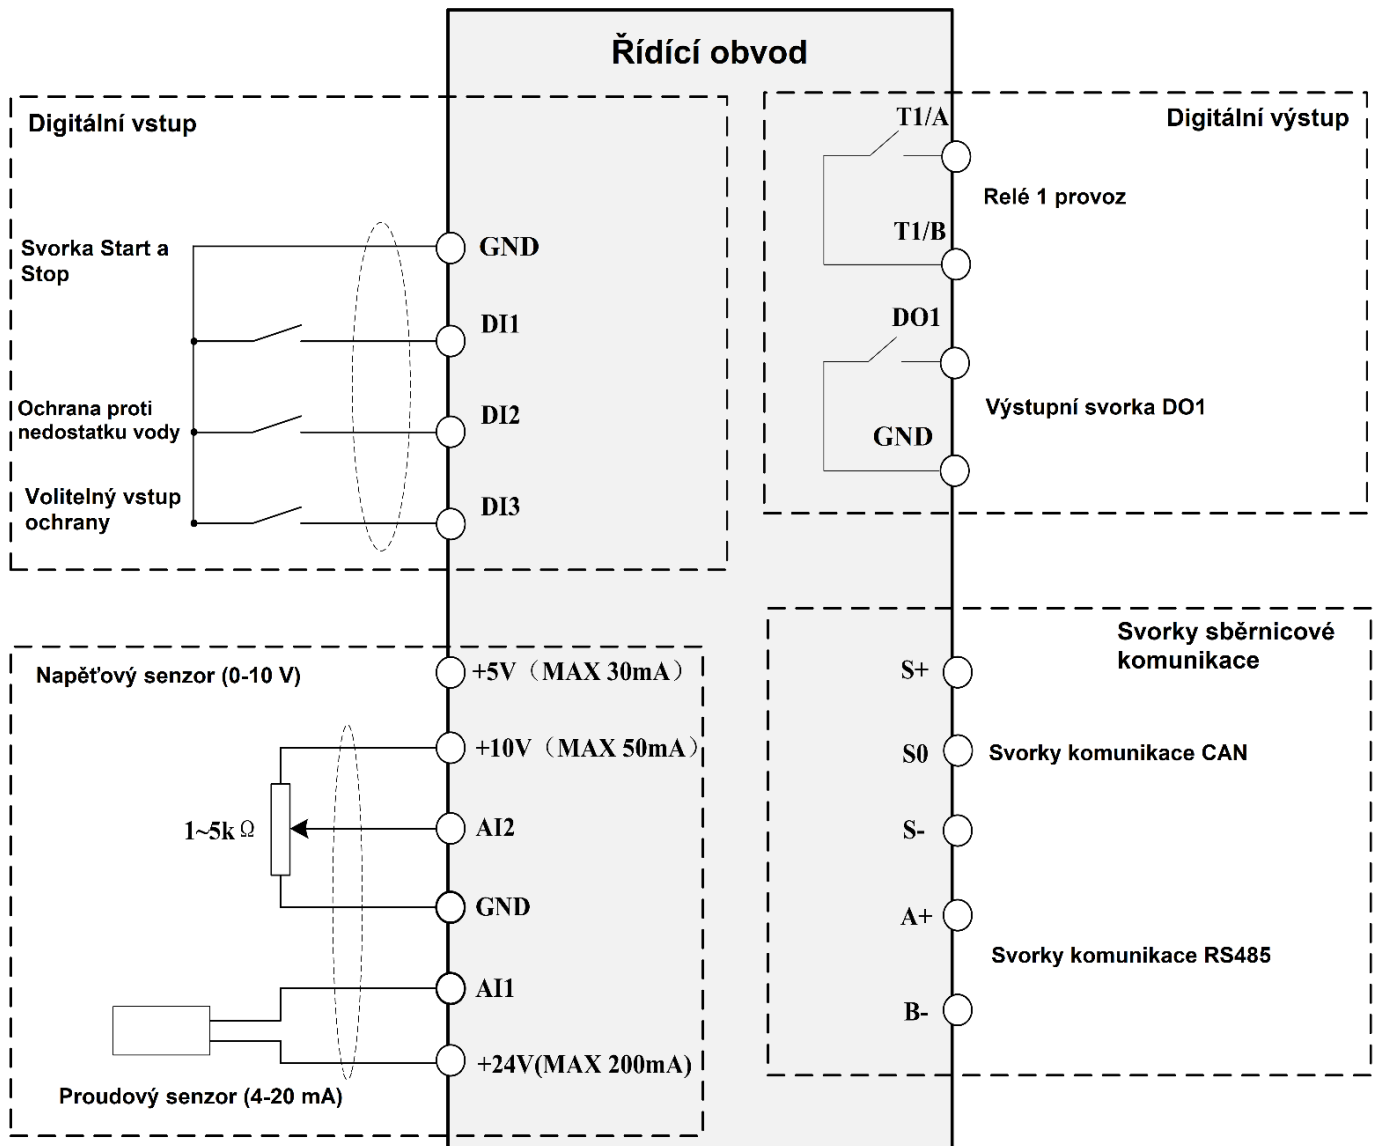 Řídící obvod
Digitální vstup
Svorka Start a
Stop
GND
DI1
Ochrana proti
nedostatku vody
DI2
Volitelný vstup
ochrany
DI3
Digitální výstup
T1/A
Relé 1 provoz
T1/B
DO1
Výstupní svorka DO1
GND
Napěťový senzor (0-10 V)
+5V（MAX 30mA）
+10V（MAX 50mA）
1~5k Ω
AI2
GND
AI1
+24V(MAX 200mA)
Proudový senzor (4-20 mA)
Svorky sběrnicové
komunikace
S+
S0
Svorky komunikace CAN
S-
A+
Svorky komunikace RS485
B-